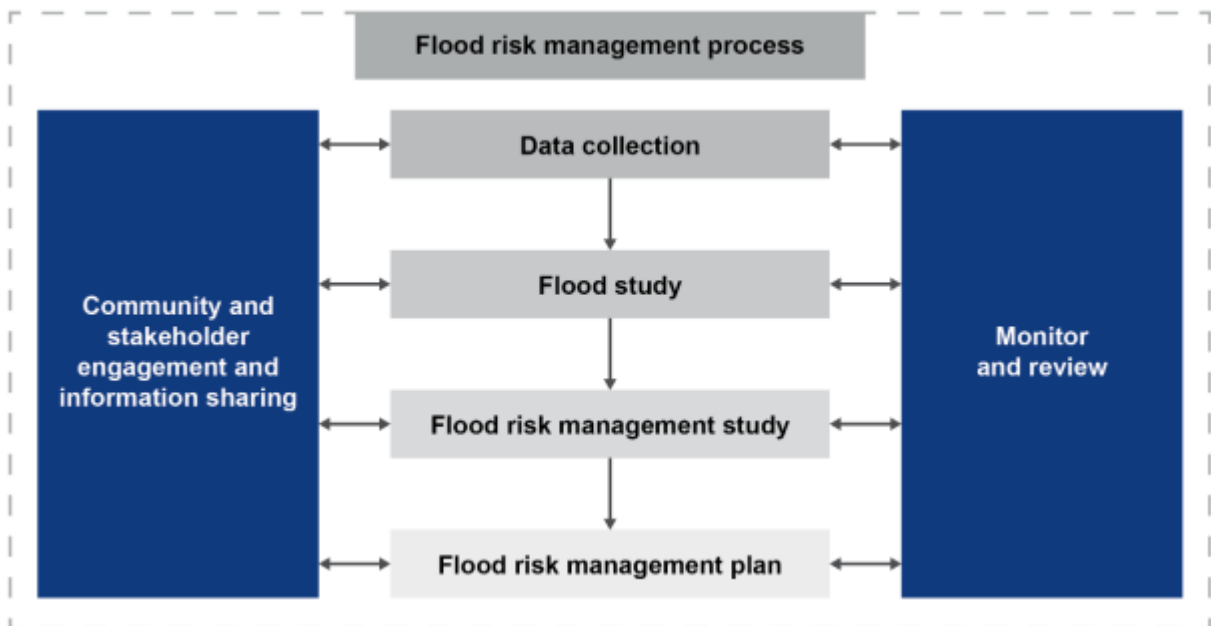 Flood risk management process
Data collection
Flood study
Community and
stakeholder
engagement and
information sharing
Monitor
and review
Flood risk management study
Flood risk management plan